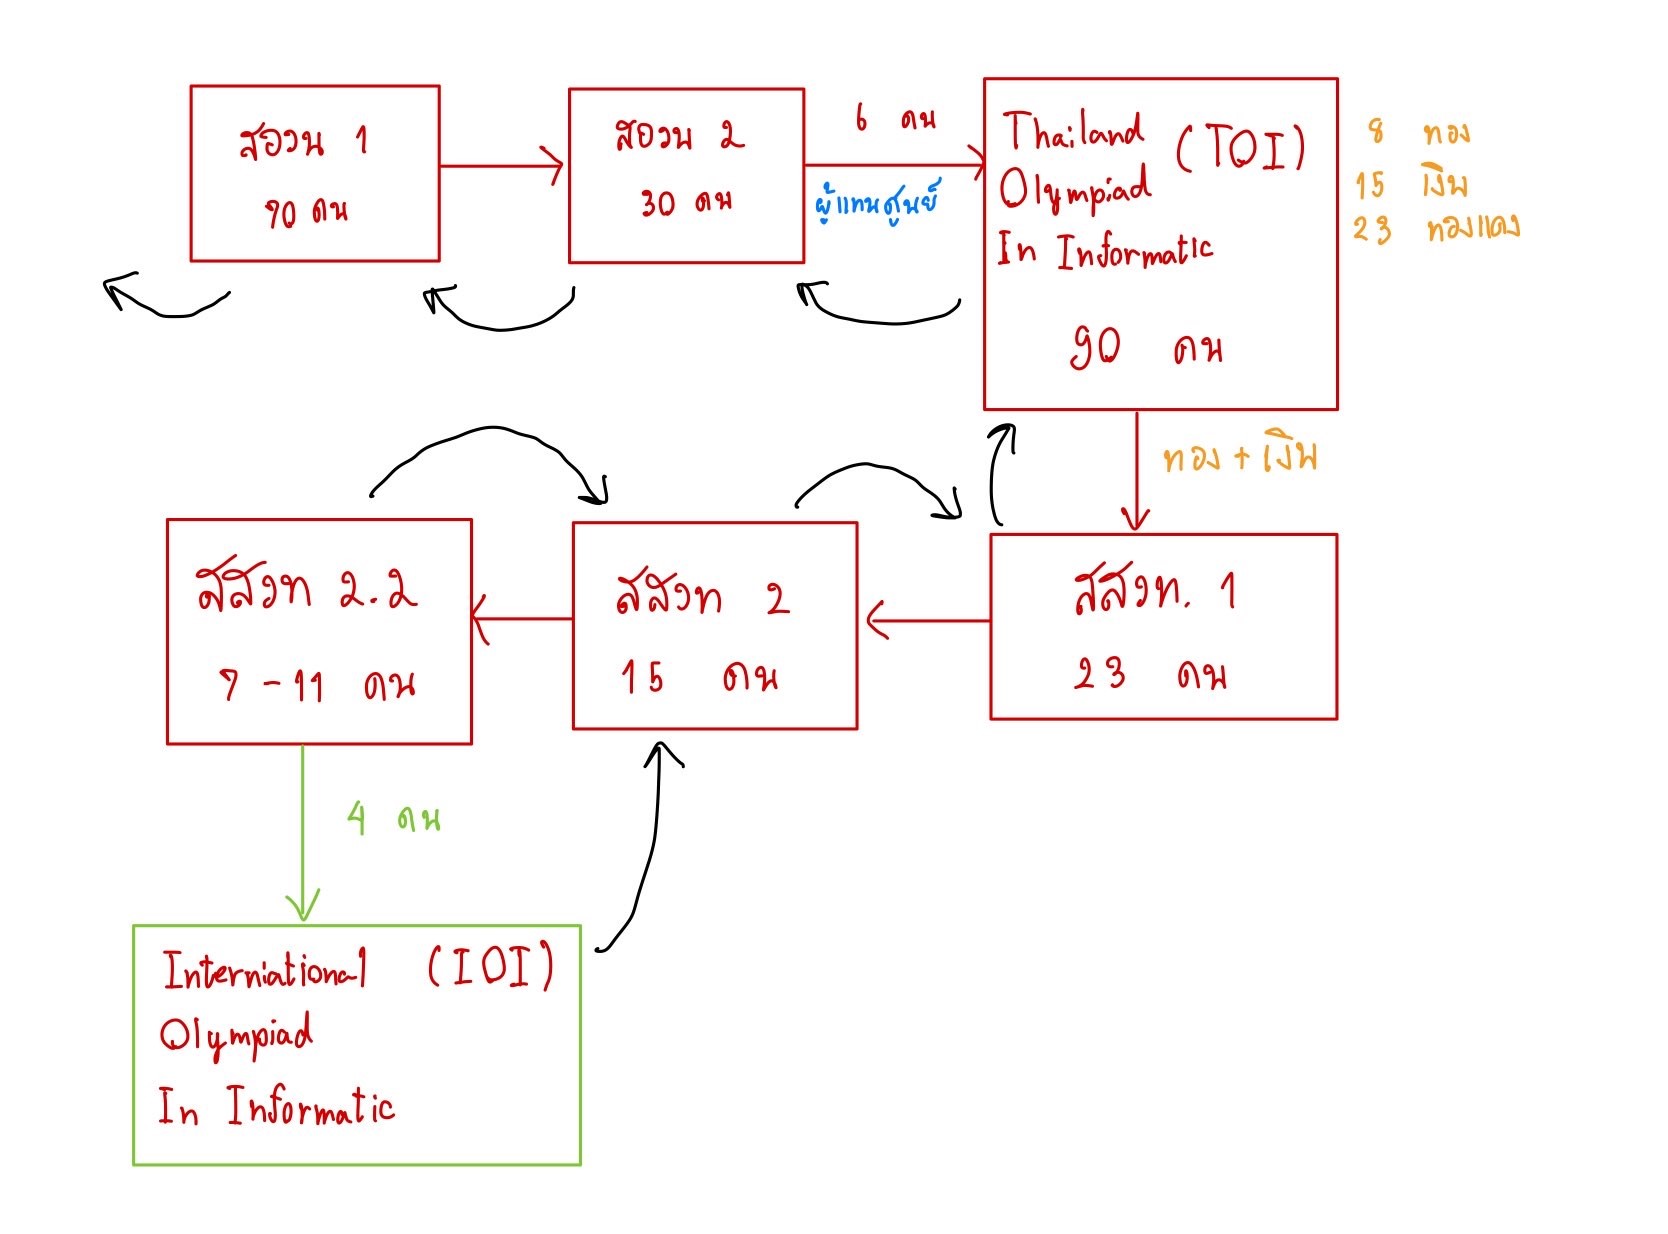 สอวน 1
70 คน
สอวน 2
30 คน
6 คน
ผู้แทนศูนย์
Thailand (TOI)
Olympiad
In Informatic
90 คน
8 ทอง
15 เงิน
23 ทองแดง
ทอง + เงิน
สสวท 2.2
7 - 11 คน
สสวท 2
15 คน
สสวท. 1
23 คน
4 คน
Interniational (IOI)
Olympiad
In Informatic